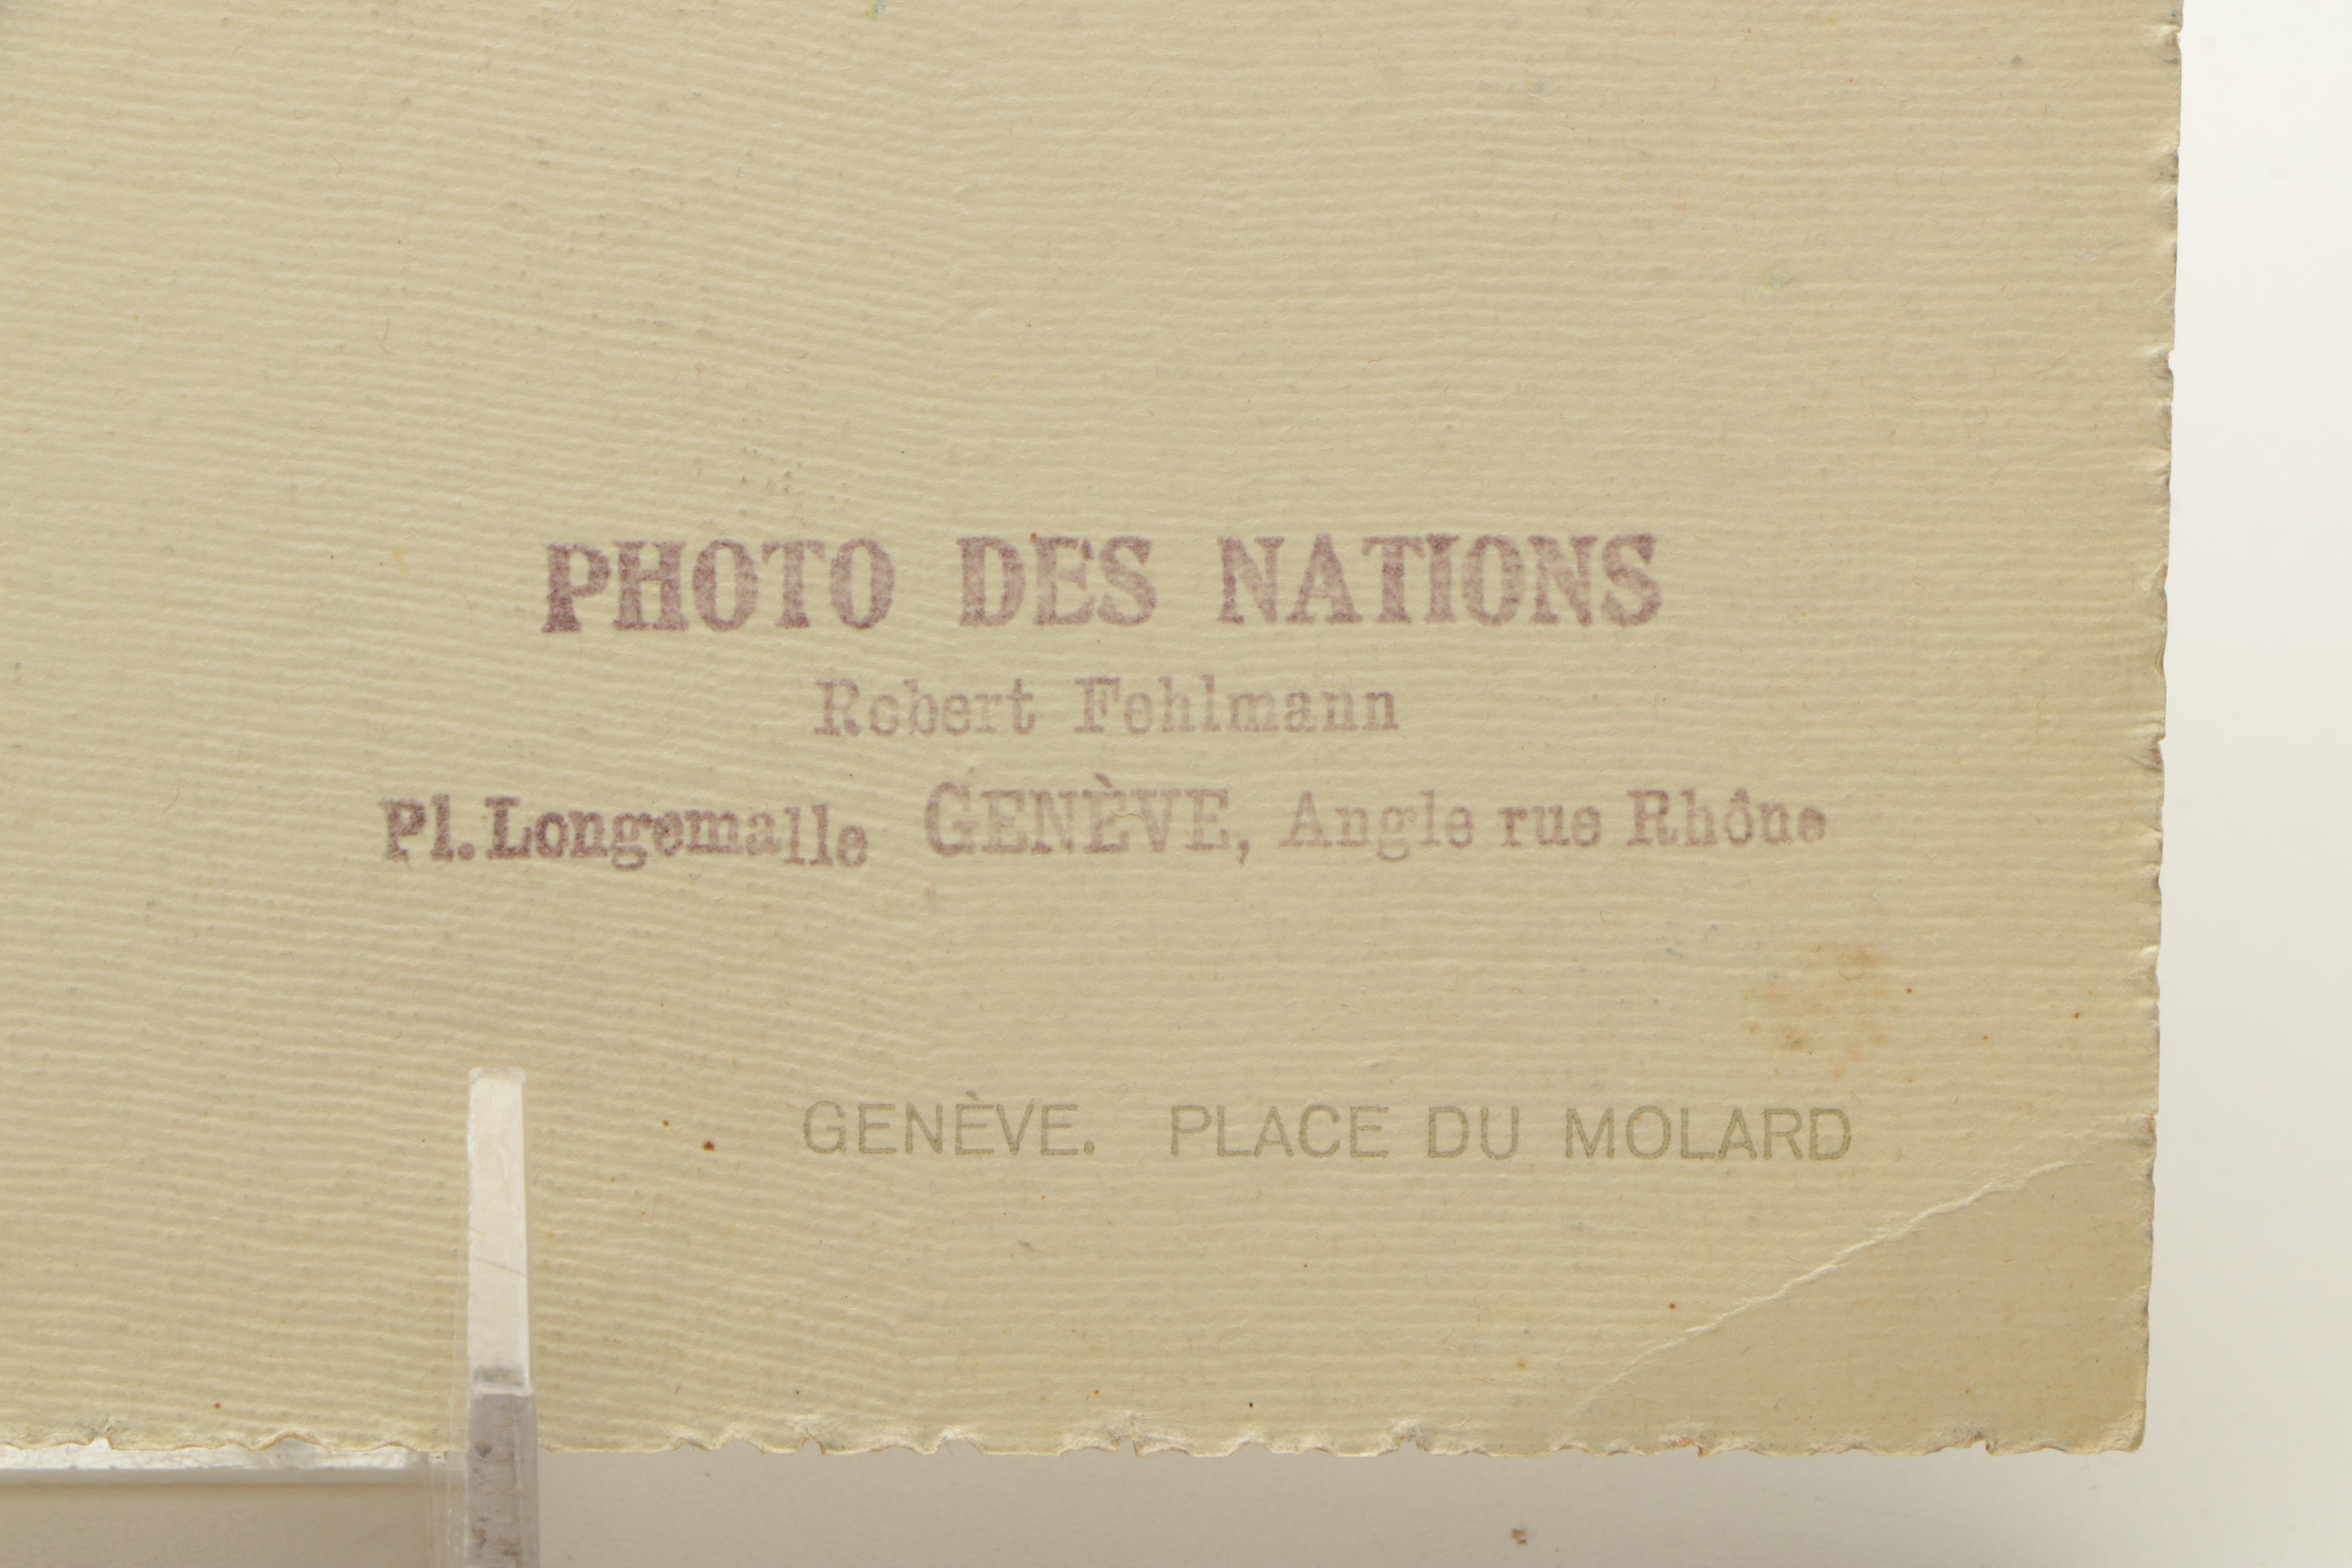 PHOTO DES NATIONS
Robert Fehlmann
Pl. Longemalle GENÈVE, Angle rue Rhône
GENÈVE. PLACE DU MOLARD